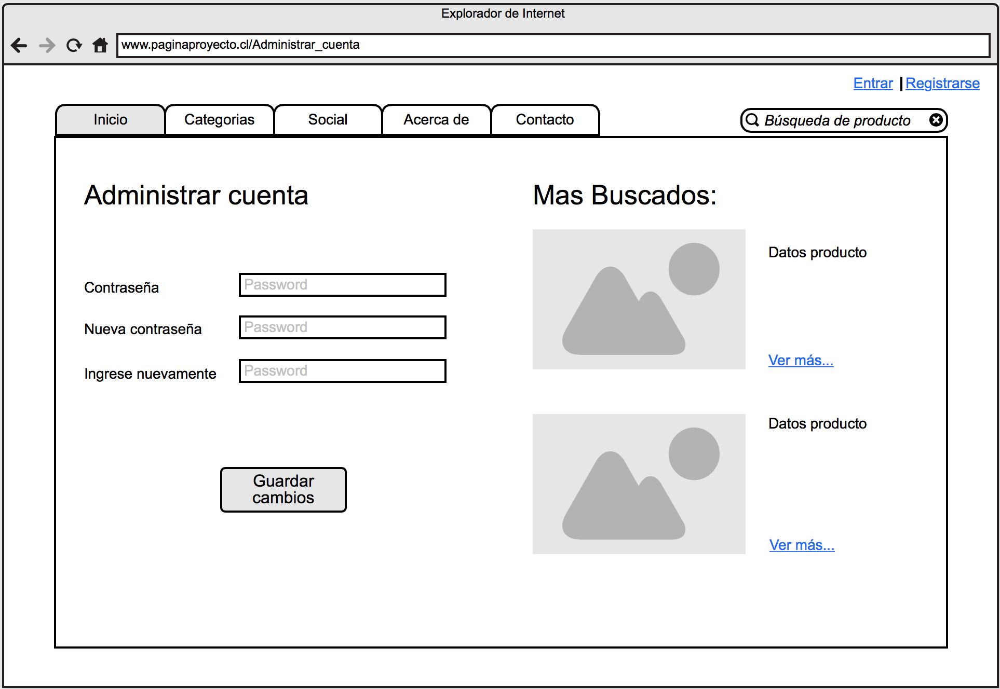 Explorador de Internet
www.paginaproyecto.cl/Administrar_cuenta
Entrar | Registrarse
Inicio Categorias Social Acerca de Contacto Búsqueda de producto
Administrar cuenta
Contraseña Password
Nueva contraseña Password
Ingrese nuevamente Password
Guardar
cambios
Mas Buscados:
Datos producto
Ver más...
Datos producto
Ver más...